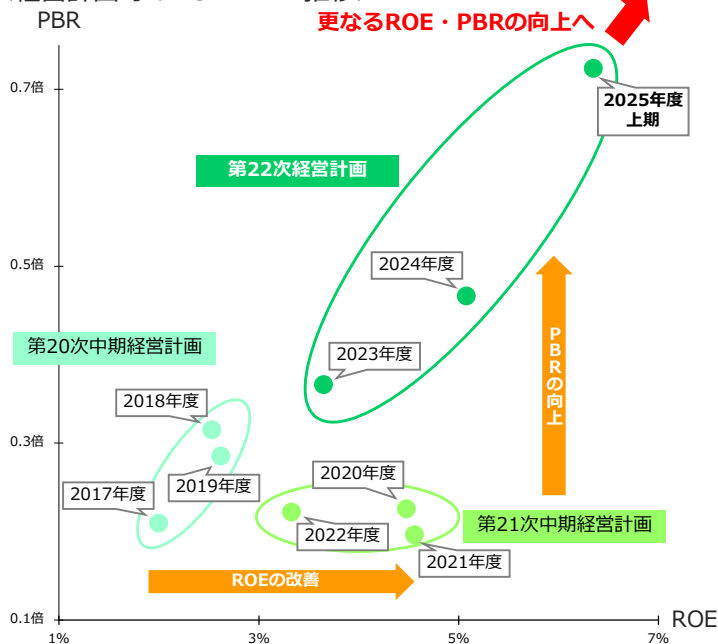 PBR
更なるROE・PBRの向上へ
0.7倍
2025年度
上期
第22次経営計画
2024年度
0.5倍
PBRの向上
第20次中期経営計画
2023年度
2018年度
0.3倍
2019年度
2020年度
2017年度
2022年度
第21次中期経営計画
2021年度
ROEの改善
0.1倍
ROE
1%
3%
5%
7%